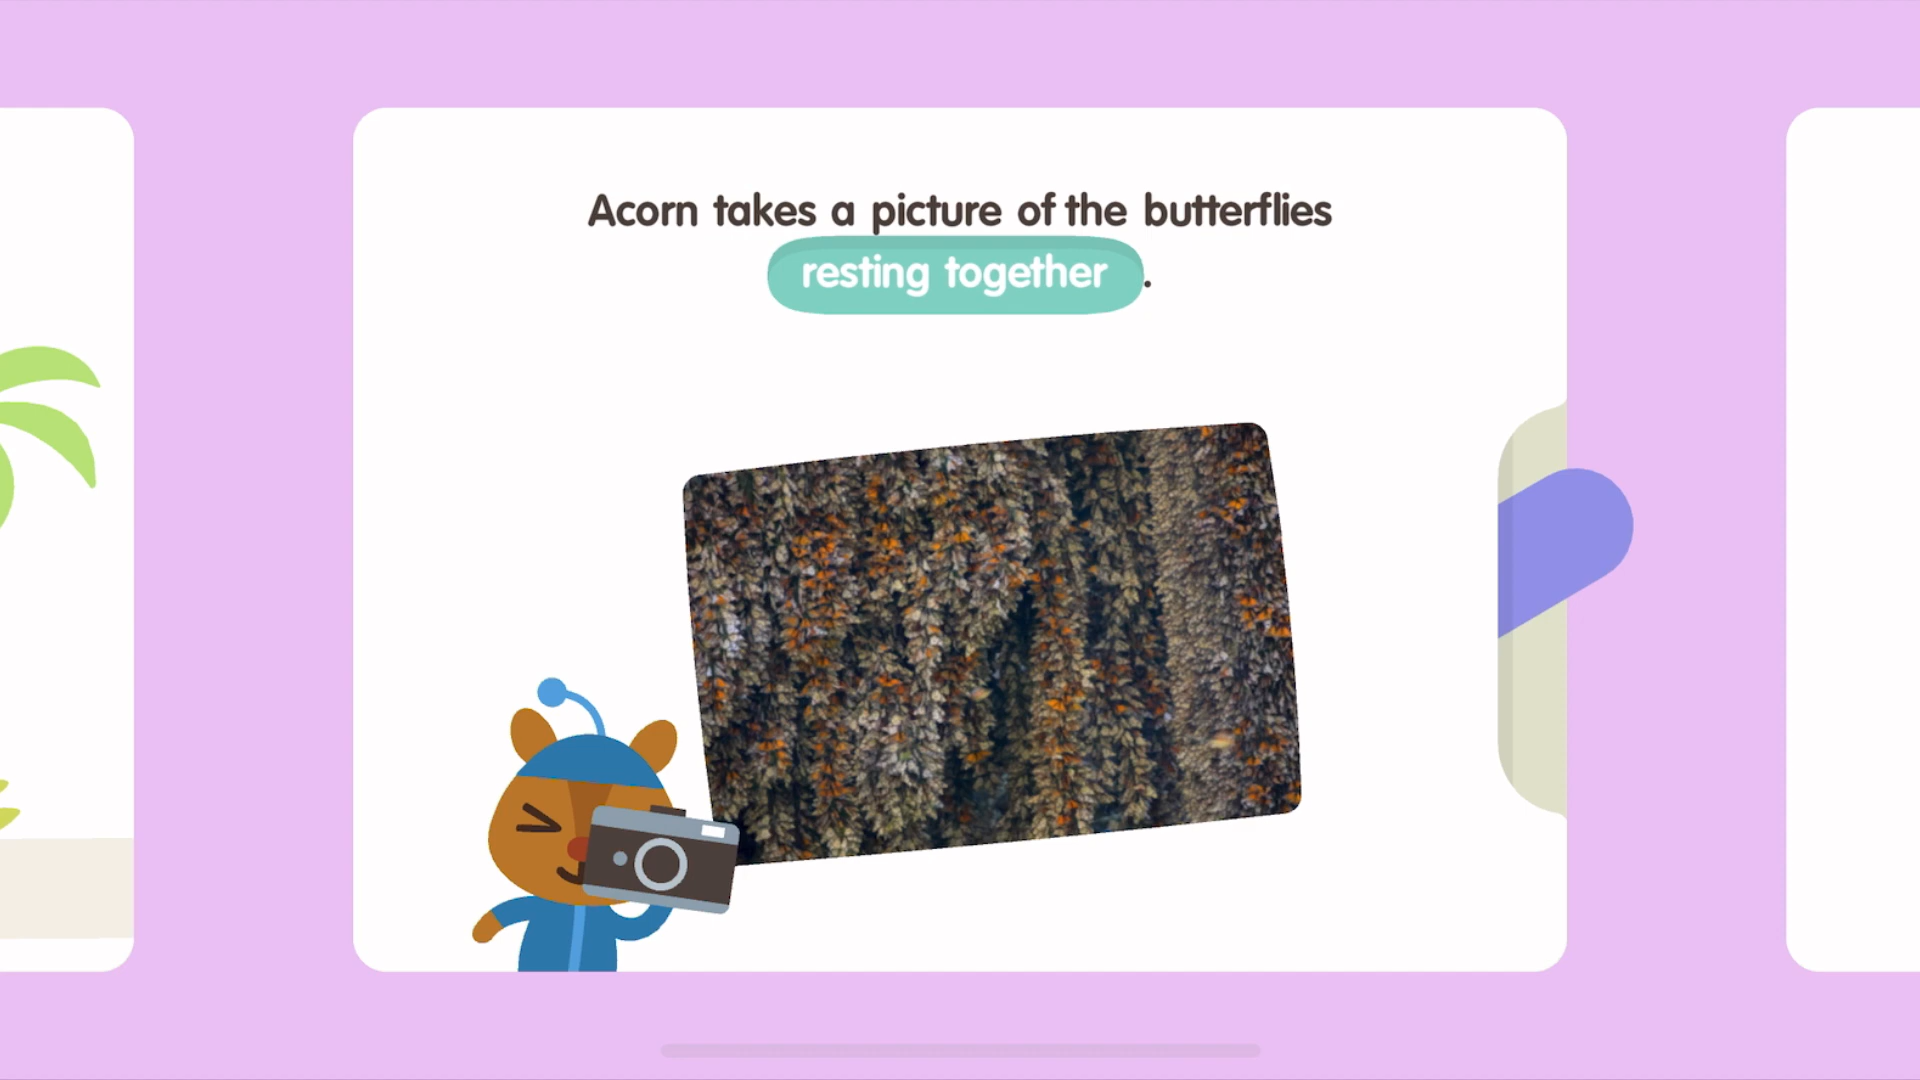 Acorn takes a picture of the butterflies
resting together.